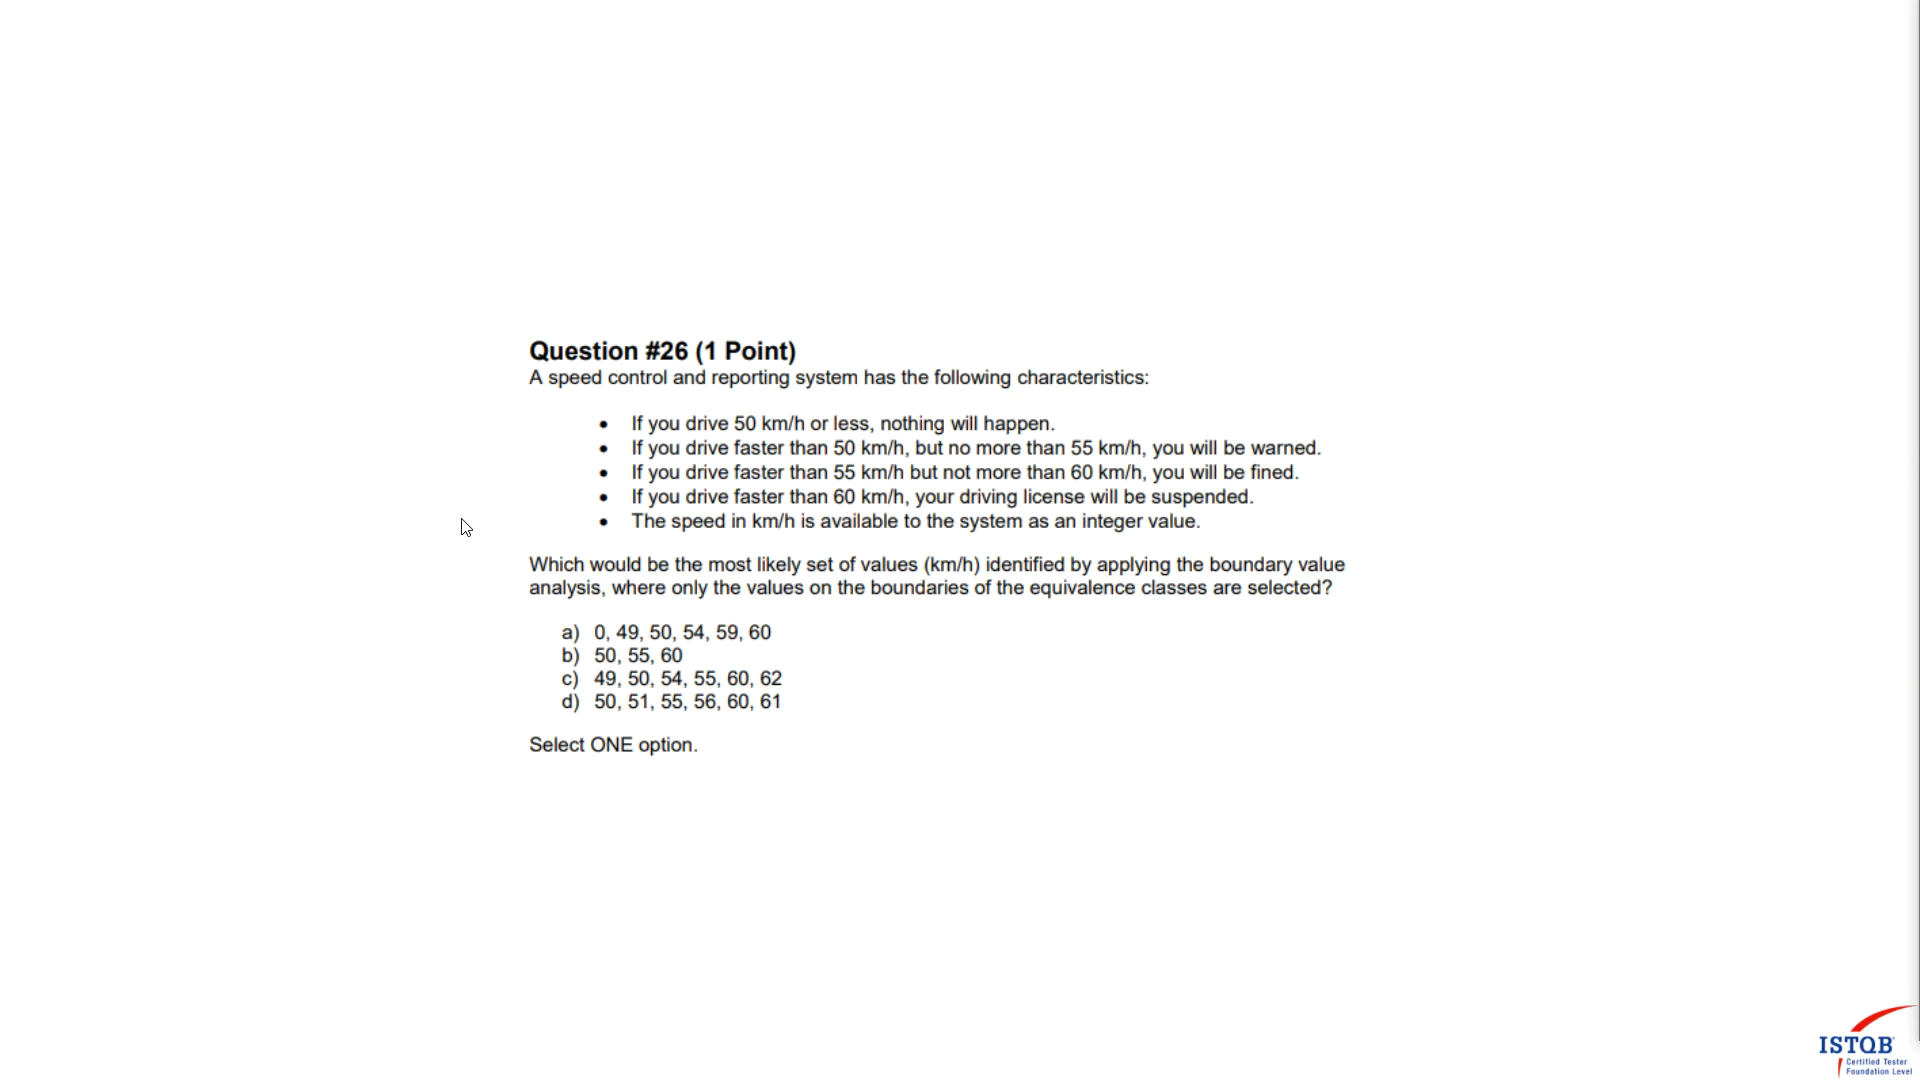 Question #26 (1 Point)
A speed control and reporting system has the following characteristics:
• If you drive 50 km/h or less, nothing will happen.
• If you drive faster than 50 km/h, but no more than 55 km/h, you will be warned.
• If you drive faster than 55 km/h but not more than 60 km/h, you will be fined.
• If you drive faster than 60 km/h, your driving license will be suspended.
• The speed in km/h is available to the system as an integer value.
Which would be the most likely set of values (km/h) identified by applying the boundary value
analysis, where only the values on the boundaries of the equivalence classes are selected?
a) 0, 49, 50, 54, 59, 60
b) 50, 55, 60
c) 49, 50, 54, 55, 60, 62
d) 50, 51, 55, 56, 60, 61
Select ONE option.
ISTQB
Certified Tester
Foundation Level